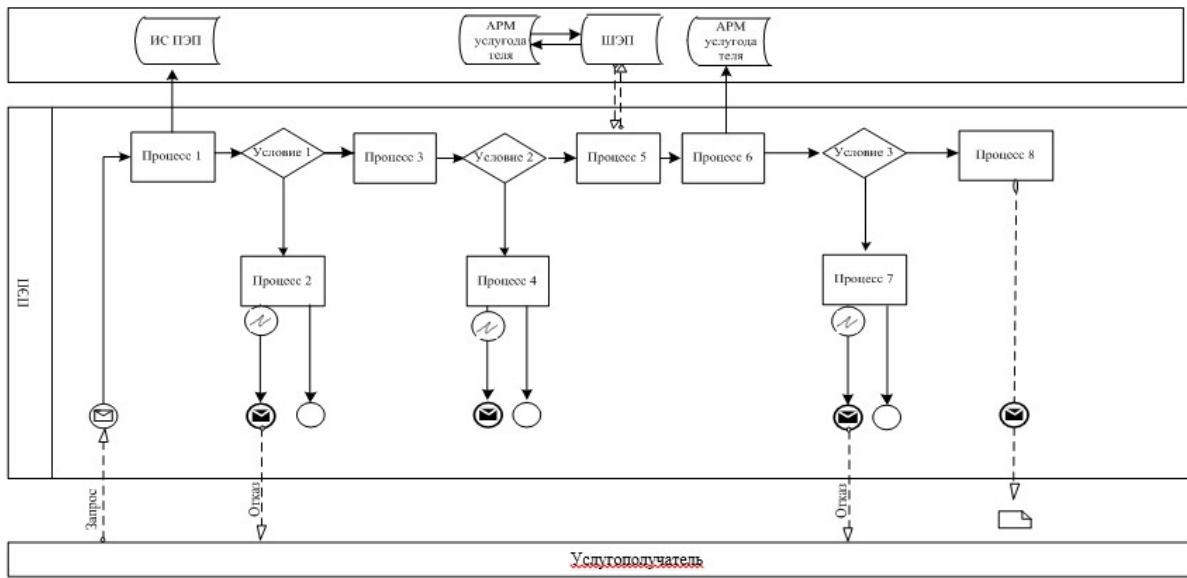 ИС ПЭП
АРМ
услугода
теля
ШЭП
АРМ
услугода
теля
ПЭП
Процесс 1
Условие 1
Процесс 3
Условие 2
Процесс 5
Процесс 6
Условие 3
Процесс 8
Процесс 2
Процесс 4
Процесс 7
Запрос
Отказ
Отказ
Услугополучатель